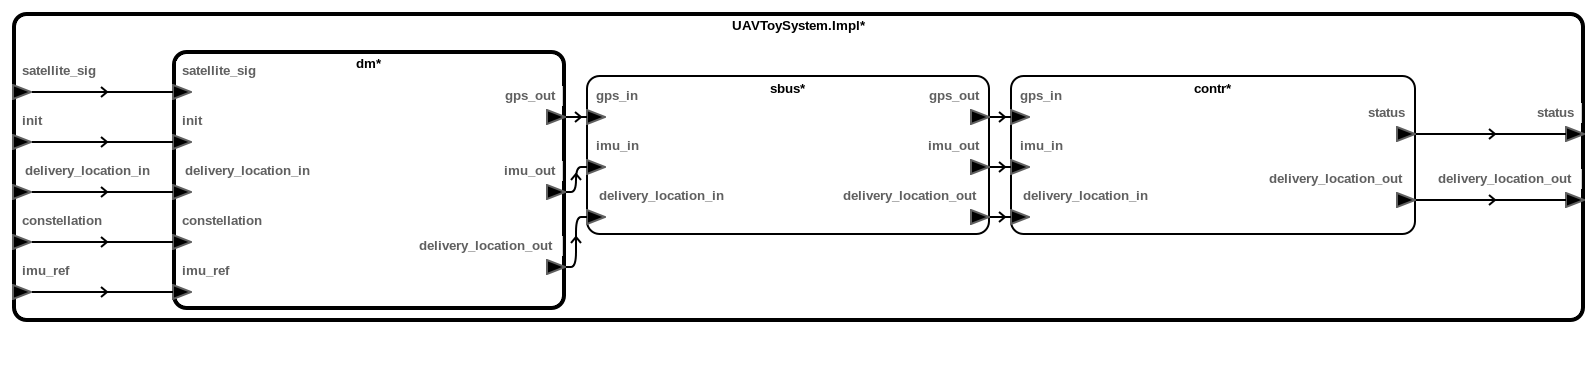 UAVToySystem.Impl*
satellite_sig
init
delivery_location_in
constellation
imu_ref
dm*
satellite_sig
init
delivery_location_in
constellation
imu_ref
gps_out
imu_out
delivery_location_out
sbus*
gps_in
imu_in
delivery_location_in
gps_out
imu_out
delivery_location_out
contr*
gps_in
imu_in
delivery_location_in
status
delivery_location_out
status
delivery_location_out